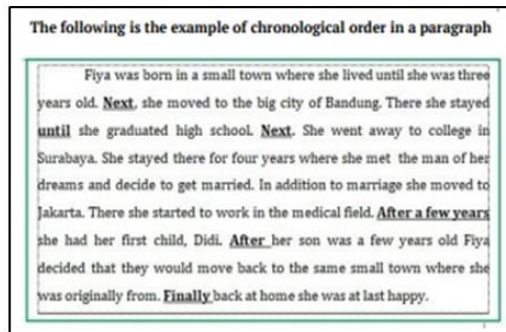 The following is the example of chronological order in a paragraph
Fiya was born in a small town where she lived until she was three
years old. Next, she moved to the big city of Bandung. There she stayed
until she graduated high school. Next. She went away to college in
Surabaya. She stayed there for four years where she met the man of her
dreams and decide to get married. In addition to marriage she moved to
Jakarta. There she started to work in the medical field. After a few years
she had her first child, Didi. After her son was a few years old Fiya
decided that they would move back to the same small town where she
was originally from. Finally back at home she was at last happy.